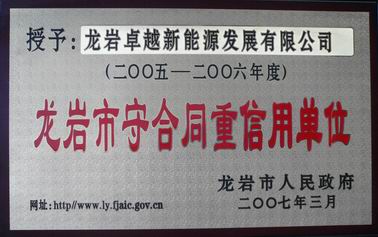 授予:龙岩卓越新能源发展有限公司
(二〇〇五—二〇〇六年度)
龙岩市守合同重信用单位
龙岩市人民政府
网址:http//www.ly.fjaic.gov.cn
二〇〇七年三月